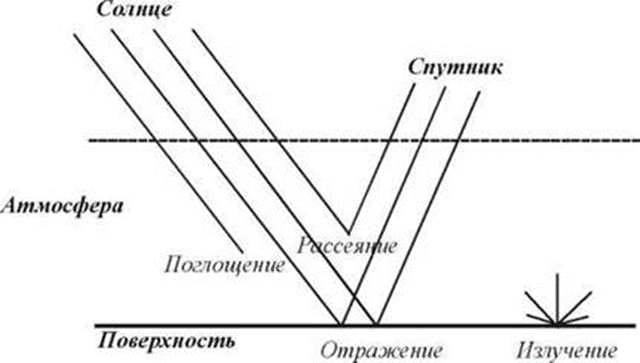 Солнце
Спутник
Атмосфера
Рассеяние
Поглощение
Поверхность
Отражение
Излучение